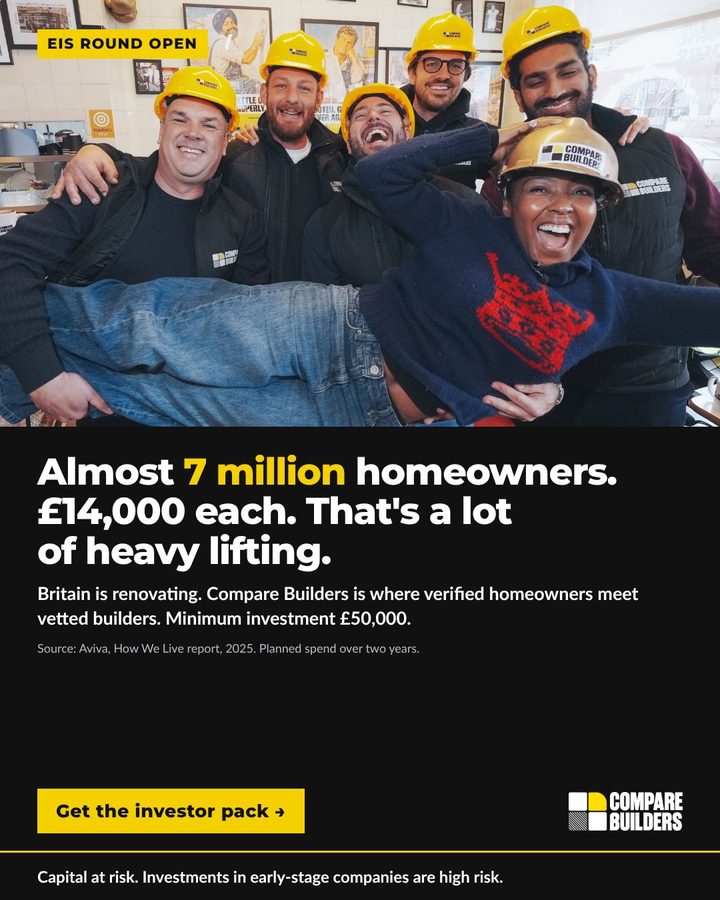 EIS ROUND OPEN
COMPARE
BUILDERS
Almost 7 million homeowners.
£14,000 each. That's a lot
of heavy lifting.
Britain is renovating. Compare Builders is where verified homeowners meet
vetted builders. Minimum investment £50,000.
Source: Aviva, How We Live report, 2025. Planned spend over two years.
Get the investor pack →
COMPARE
BUILDERS
Capital at risk. Investments in early-stage companies are high risk.